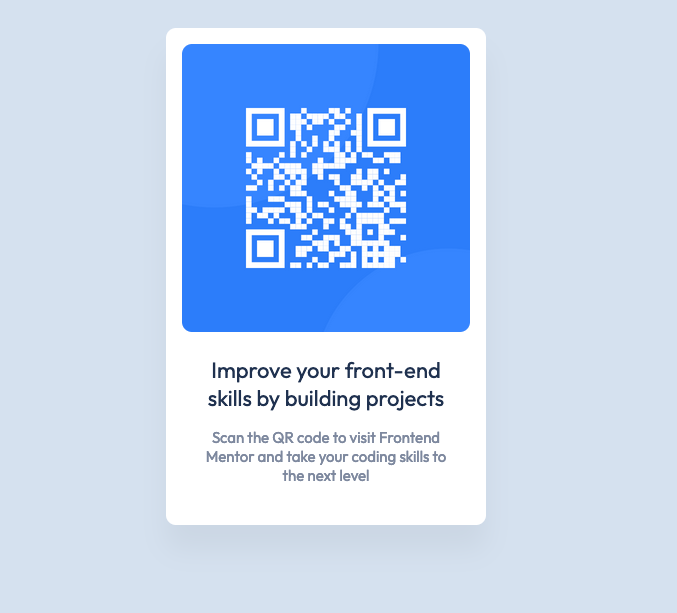 Improve your front-end
skills by building projects
Scan the QR code to visit Frontend
Mentor and take your coding skills to
the next level